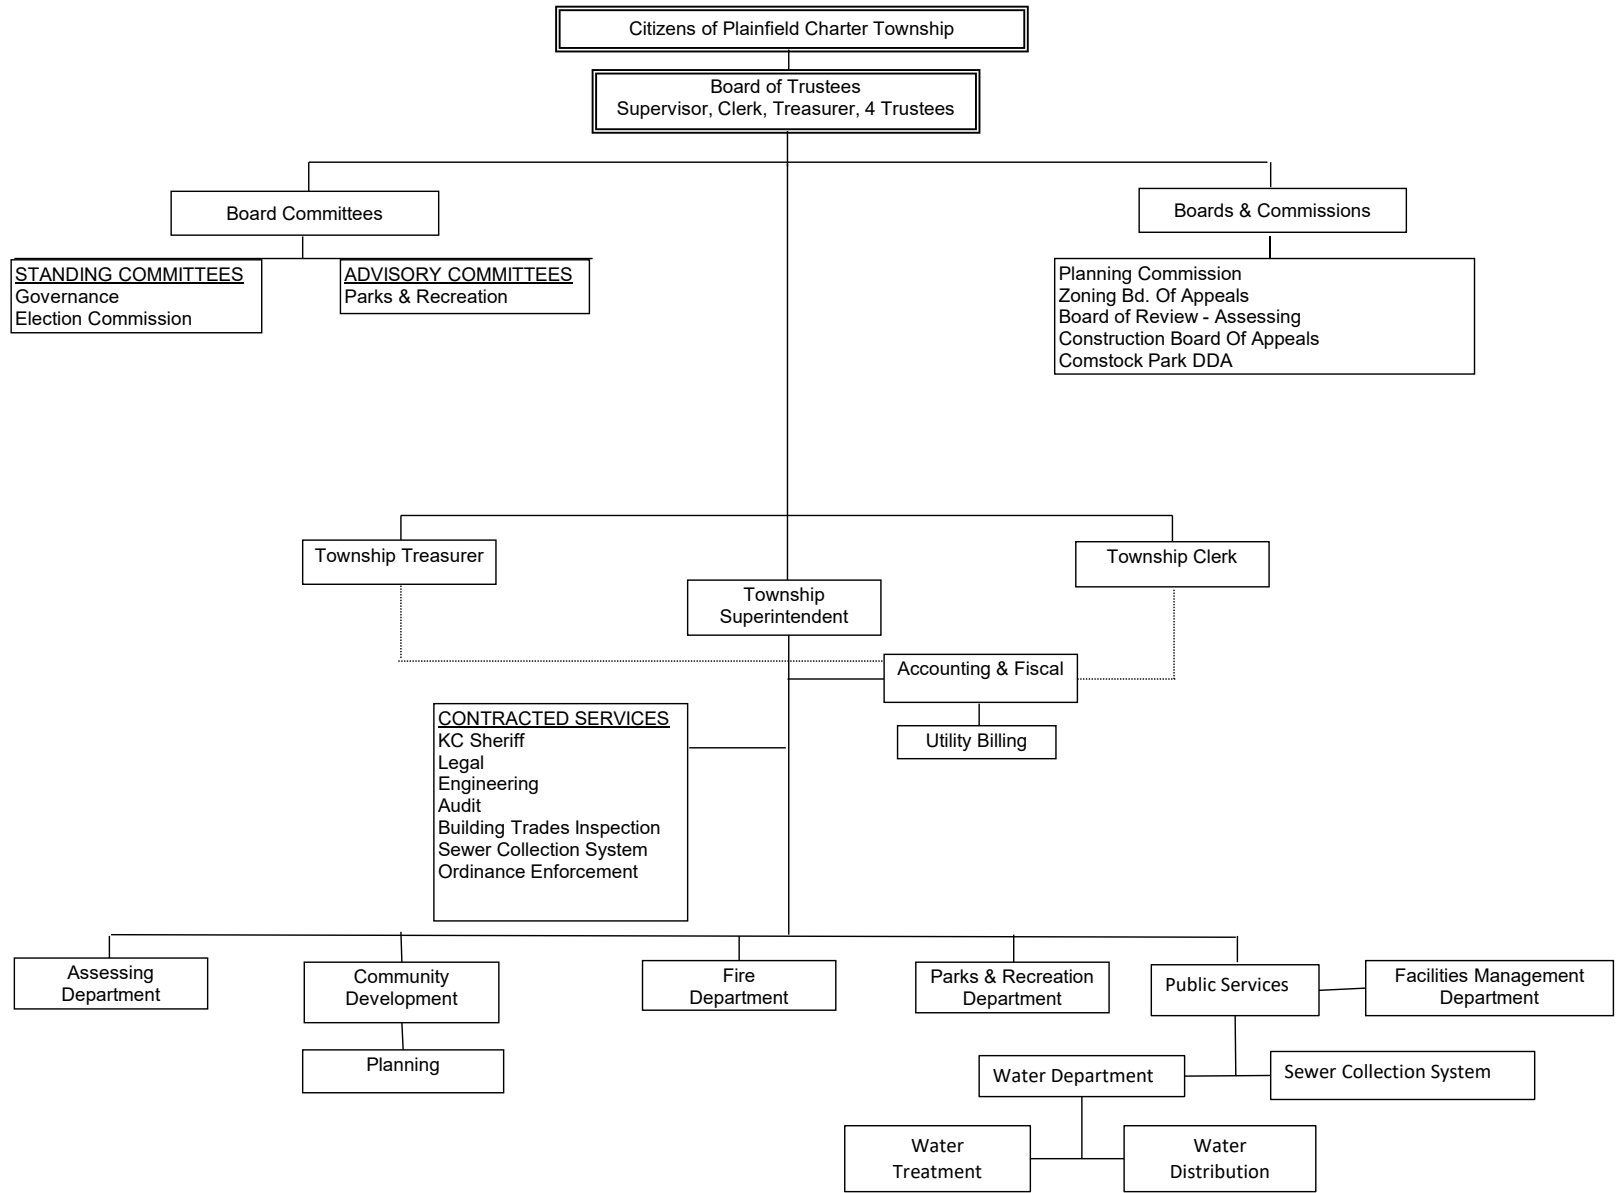 Citizens of Plainfield Charter Township
Board of Trustees
Supervisor, Clerk, Treasurer, 4 Trustees
Board Committees
Boards & Commissions
STANDING COMMITTEES
Governance
Election Commission
ADVISORY COMMITTEES
Parks & Recreation
Planning Commission
Zoning Bd. Of Appeals
Board of Review - Assessing
Construction Board Of Appeals
Comstock Park DDA
Township Treasurer
Township Clerk
Township
Superintendent
Accounting & Fiscal
Utility Billing
CONTRACTED SERVICES
KC Sheriff
Legal
Engineering
Audit
Building Trades Inspection
Sewer Collection System
Ordinance Enforcement
Assessing
Department
Community
Development
Fire
Department
Parks & Recreation
Department
Public Services
Facilities Management
Department
Planning
Water Department
Sewer Collection System
Water
Treatment
Water
Distribution